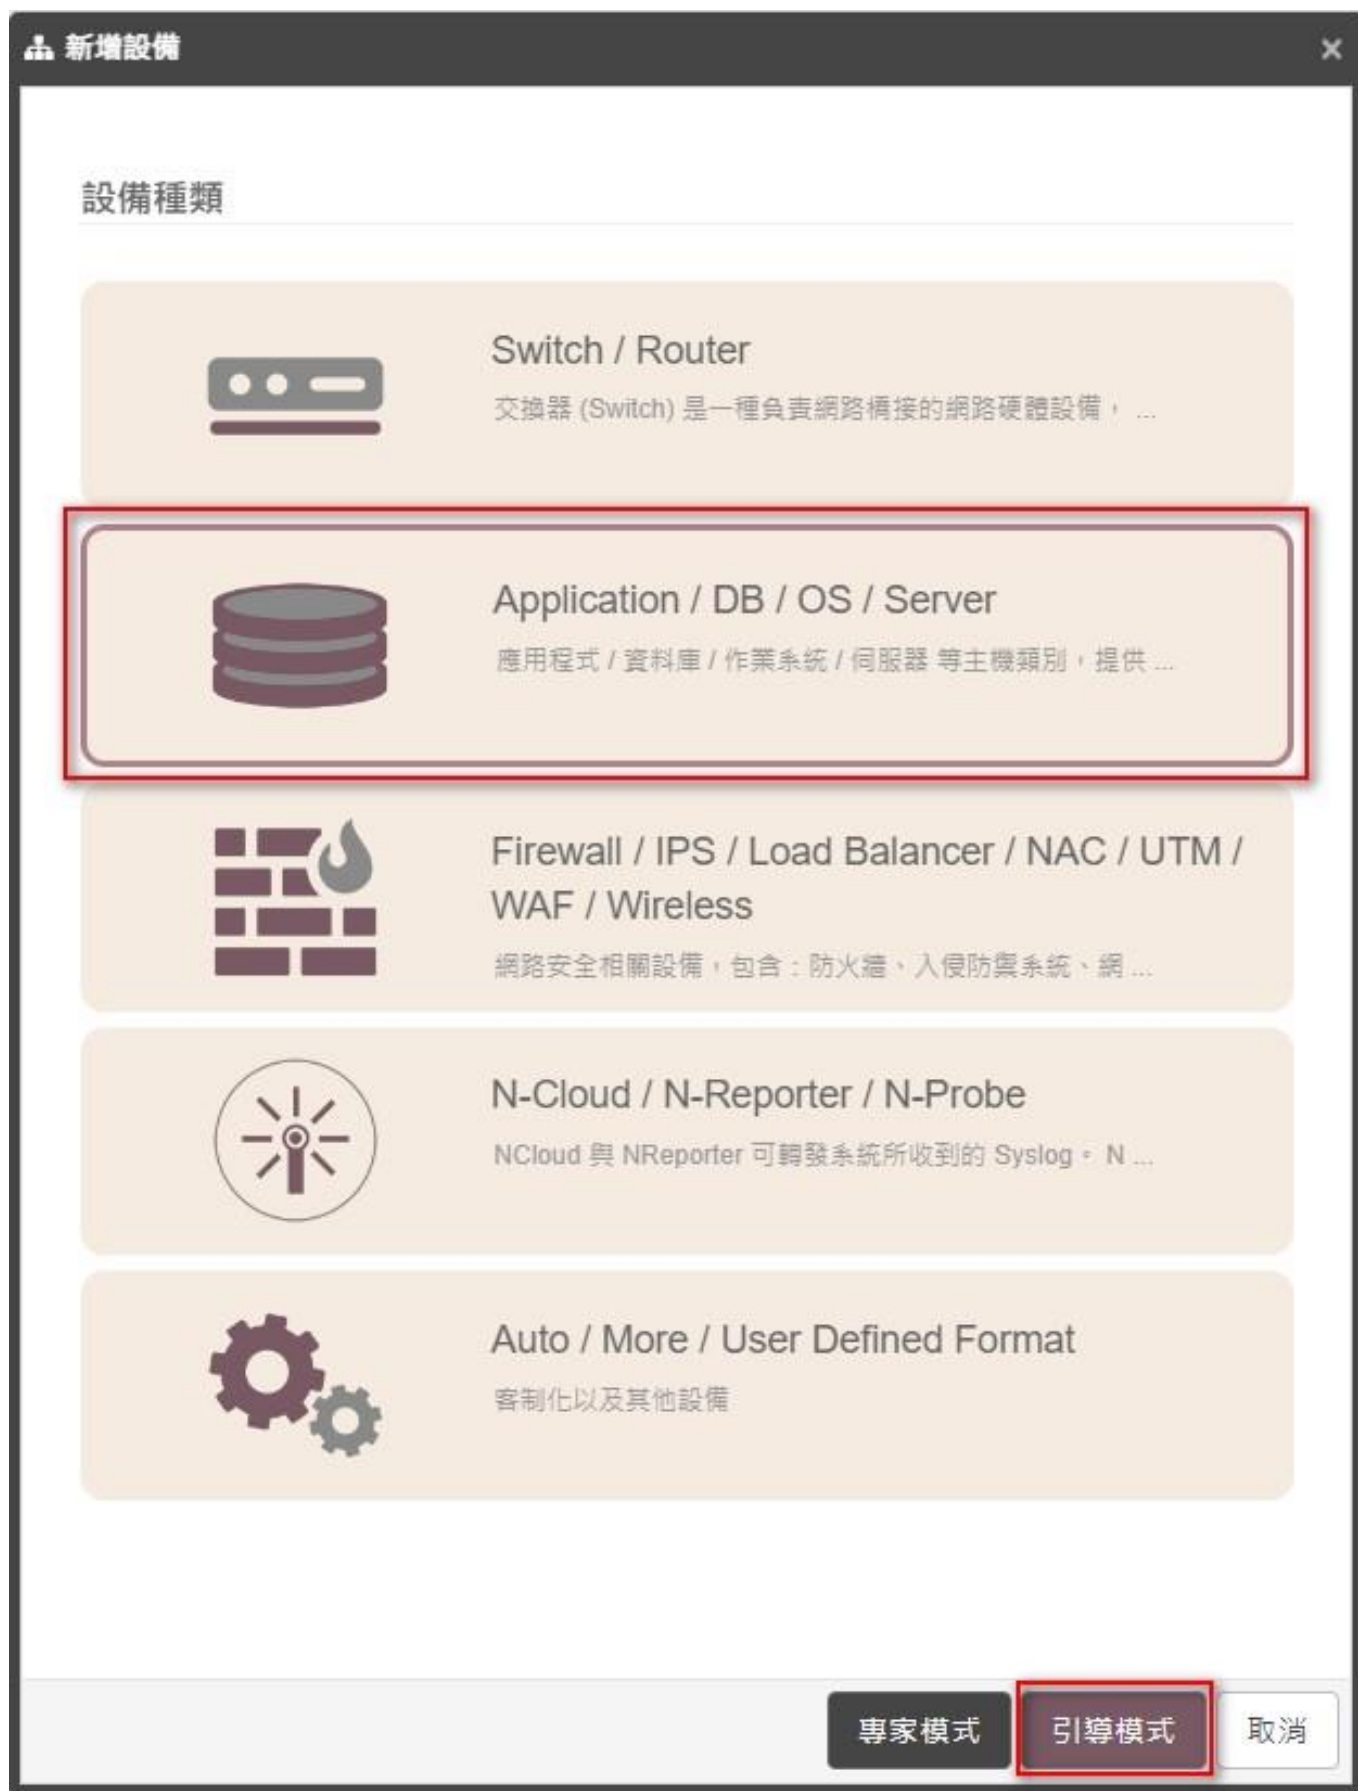 新增設備
設備種類
Switch / Router
交換器 (Switch) 是一種負責網路橋接的網路硬體設備， ...
Application / DB / OS / Server
應用程式 / 資料庫 / 作業系統 / 伺服器 等主機類別，提供 ...
Firewall / IPS / Load Balancer / NAC / UTM /
WAF / Wireless
網路安全相關設備，包含：防火牆、入侵防禦系統、網 ...
N-Cloud / N-Reporter / N-Probe
NCloud 與 NReporter 可轉發系統所收到的 Syslog。 N ...
Auto / More / User Defined Format
客制化以及其他設備
專家模式 引導模式 取消